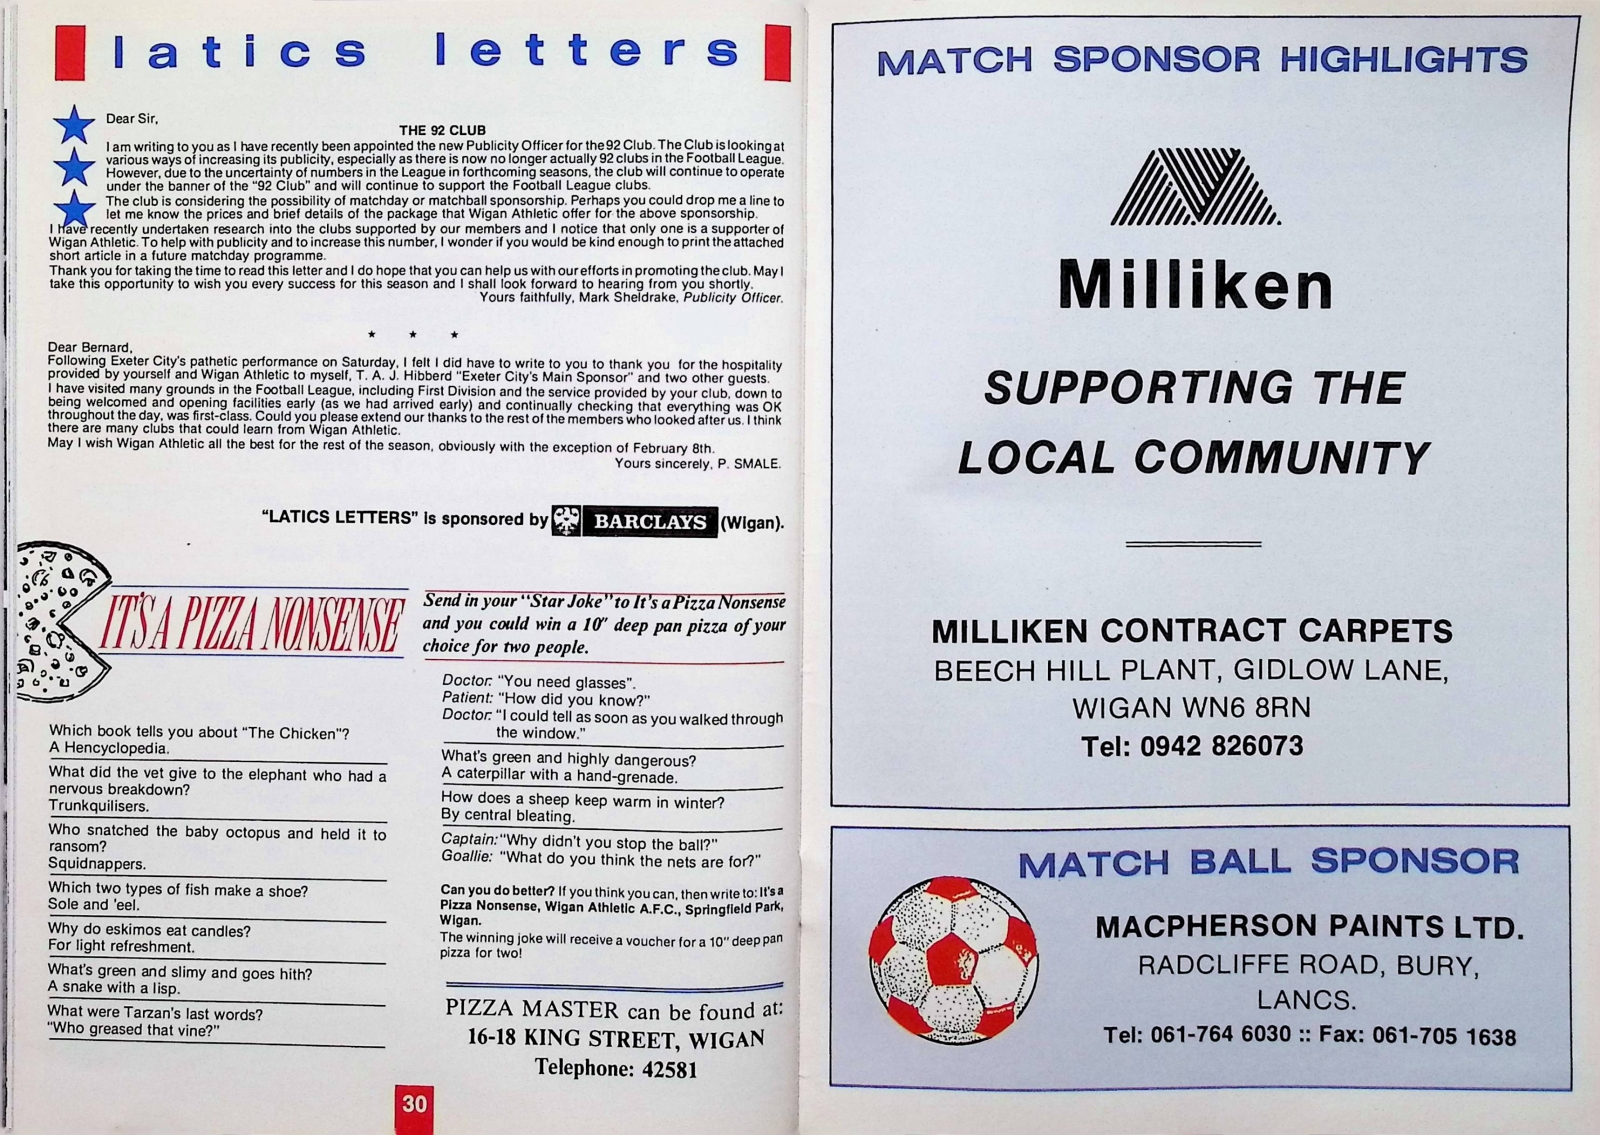 latics letters
Dear Sir,
THE 92 CLUB
I am writing to you as I have recently been appointed the new Publicity Officer for the 92 Club. The Club is looking at
various ways of increasing its publicity, especially as there is now no longer actually 92 clubs in the Football League.
However, due to the uncertainty of numbers in the League in forthcoming seasons, the club will continue to operate
under the banner of the "92 Club" and will continue to support the Football League clubs.
The club is considering the possibility of matchday or matchball sponsorship. Perhaps you could drop me a line to
let me know the prices and brief details of the package that Wigan Athletic offer for the above sponsorship.
I have recently undertaken research into the clubs supported by our members and I notice that only one is a supporter of
Wigan Athletic. To help with publicity and to increase this number, I wonder if you would be kind enough to print the attached
short article in a future matchday programme.
Thank you for taking the time to read this letter and I do hope that you can help us with our efforts in promoting the club. May I
take this opportunity to wish you every success for this season and I shall look forward to hearing from you shortly.
Yours faithfully, Mark Sheldrake, Publicity Officer.
Dear Bernard,
Following Exeter City's pathetic performance on Saturday, I felt I did have to write to you to thank you for the hospitality
provided by yourself and Wigan Athletic to myself, T. A. J. Hibberd "Exeter City's Main Sponsor" and two other guests.
I have visited many grounds in the Football League, including First Division and the service provided by your club, down to
being welcomed and opening facilities early (as we had arrived early) and continually checking that everything was OK
throughout the day, was first-class. Could you please extend our thanks to the rest of the members who looked after us. I think
there are many clubs that could learn from Wigan Athletic.
May I wish Wigan Athletic all the best for the rest of the season, obviously with the exception of February 8th.
Yours sincerely, P. SMALE.
"LATICS LETTERS" is sponsored by BARCLAYS (Wigan).
IT'S A PIZZA NONSENSE
Send in your "Star Joke" to It's a Pizza Nonsense
and you could win a 10" deep pan pizza of your
choice for two people.
Which book tells you about "The Chicken"?
A Hencyclopedia.
What did the vet give to the elephant who had a
nervous breakdown?
Trunkquilisers.
Who snatched the baby octopus and held it to
ransom?
Squidnappers.
Which two types of fish make a shoe?
Sole and 'eel.
Why do eskimos eat candles?
For light refreshment.
What's green and slimy and goes hith?
A snake with a lisp.
What were Tarzan's last words?
"Who greased that vine?"
Doctor: "You need glasses".
Patient: "How did you know?"
Doctor: "I could tell as soon as you walked through
the window."
What's green and highly dangerous?
A caterpillar with a hand-grenade.
How does a sheep keep warm in winter?
By central bleating.
Captain: "Why didn't you stop the ball?"
Goallie: "What do you think the nets are for?"
Can you do better? If you think you can, then write to: It's a
Pizza Nonsense, Wigan Athletic A.F.C., Springfield Park,
Wigan.
The winning joke will receive a voucher for a 10" deep pan
pizza for two!
PIZZA MASTER can be found at:
16-18 KING STREET, WIGAN
Telephone: 42581
30
MATCH SPONSOR HIGHLIGHTS
Milliken
SUPPORTING THE
LOCAL COMMUNITY
MILLIKEN CONTRACT CARPETS
BEECH HILL PLANT, GIDLOW LANE,
WIGAN WN6 8RN
Tel: 0942 826073
MATCH BALL SPONSOR
MACPHERSON PAINTS LTD.
RADCLIFFE ROAD, BURY,
LANCS.
Tel: 061-764 6030 :: Fax: 061-705 1638